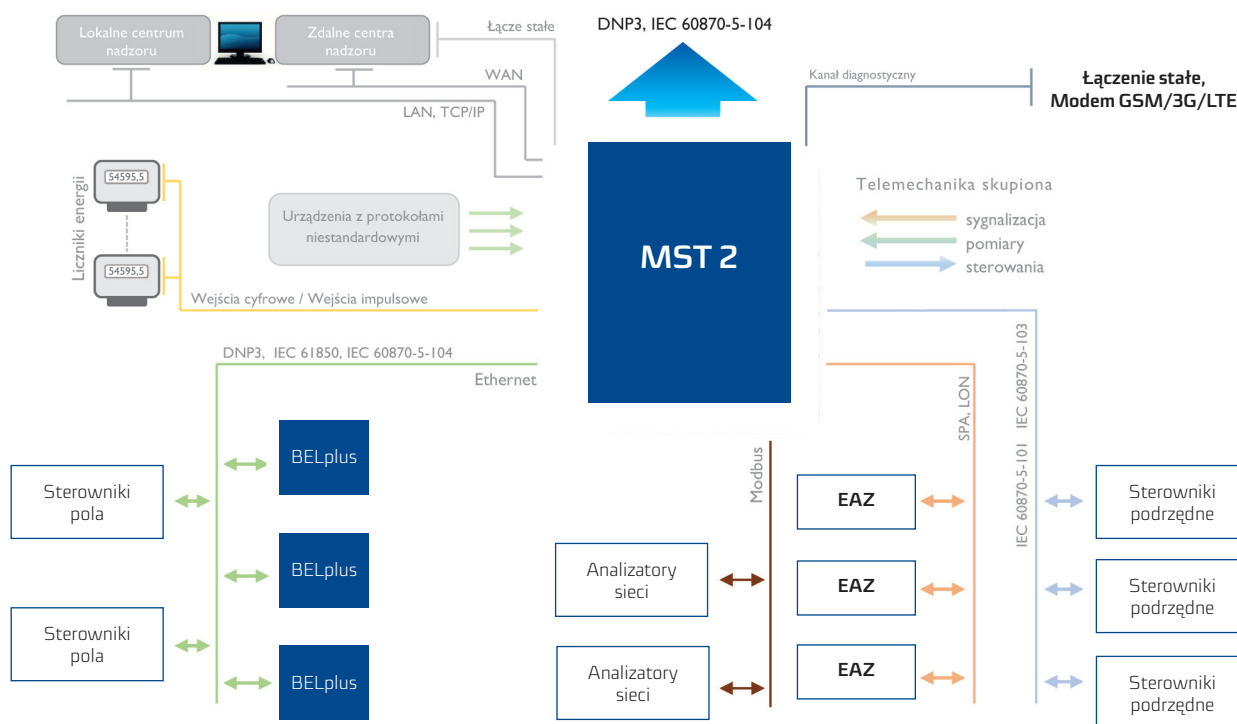 Lokalne centrum
nadzoru
Zdalne centra
nadzoru
Łącze stałe
DNP3, IEC 60870-5-104
WAN
LAN, TCP/IP
Kanał diagnostyczny
Łączenie stałe,
Modem GSM/3G/LTE
Liczniki energii
54595,5
54595,5
Urządzenia z protokołami
niestandardowymi
MST 2
Telemechanika skupiona
sygnalizacja
pomiary
sterowania
Wejścia cyfrowe / Wejścia impulsowe
DNP3, IEC 61850, IEC 60870-5-104
Ethernet
Modbus
SPA, LON
IEC 60870-5-101 IEC 60870-5-103
Sterowniki
pola
Sterowniki
pola
BELplus
BELplus
BELplus
Analizatory
sieci
Analizatory
sieci
EAZ
EAZ
EAZ
Sterowniki
podrzędne
Sterowniki
podrzędne
Sterowniki
podrzędne